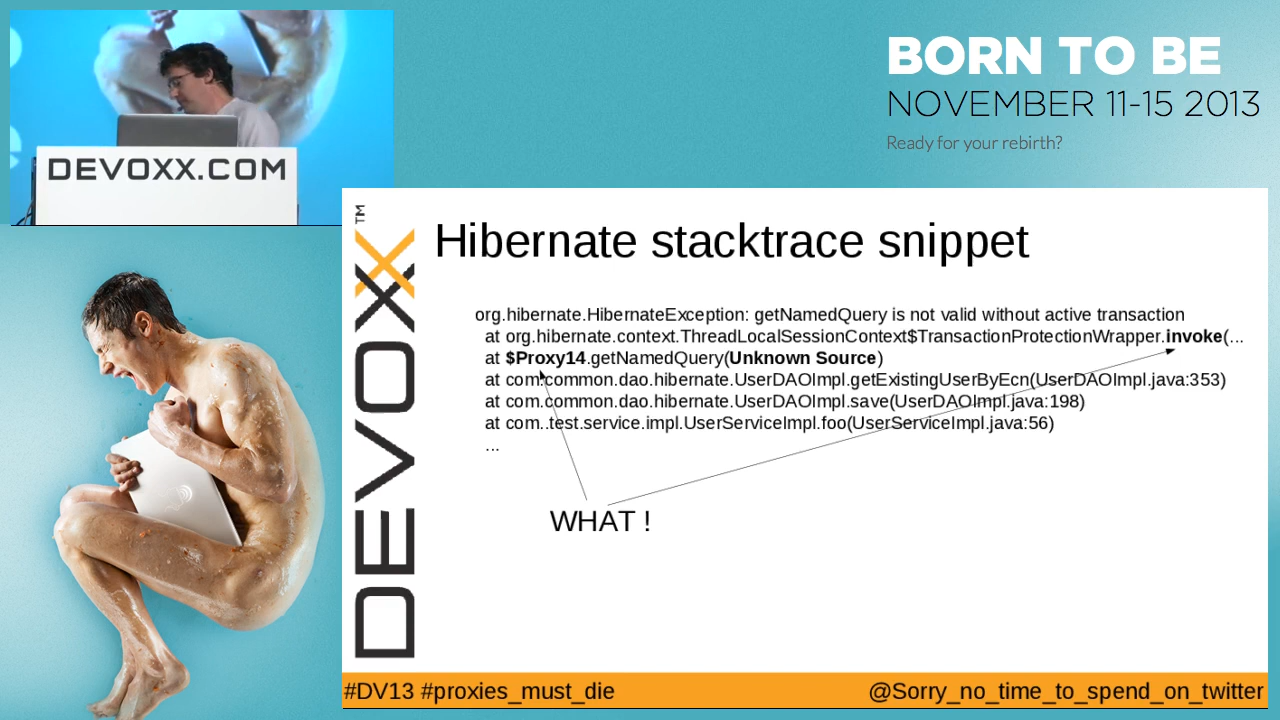 DEVOXX.COM
BORN TO BE
NOVEMBER 11-15 2013
Ready for your rebirth?
DEVOXX™
Hibernate stacktrace snippet
org.hibernate.HibernateException: getNamedQuery is not valid without active transaction
at org.hibernate.context.ThreadLocalSessionContext$TransactionProtectionWrapper.invoke(...
at $Proxy14.getNamedQuery(Unknown Source)
at com.common.dao.hibernate.UserDAOImpl.getExistingUserByEcn(UserDAOImpl.java:353)
at com.common.dao.hibernate.UserDAOImpl.save(UserDAOImpl.java:198)
at com..test.service.impl.UserServiceImpl.foo(UserServiceImpl.java:56)
...
WHAT !
#DV13 #proxies_must_die
@Sorry_no_time_to_spend_on_twitter